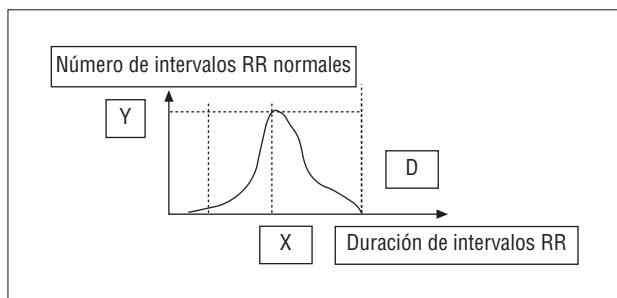 Número de intervalos RR normales
Y
D
X
Duración de intervalos RR